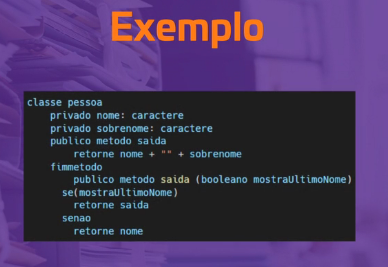 Exemplo
classe pessoa
privado nome: caractere
privado sobrenome: caractere
publico metodo saida
retorne nome + "" + sobrenome
fimmetodo
publico metodo saida (booleano mostraUltimoNome)
se(mostraUltimoNome)
retorne saida
senao
retorne nome